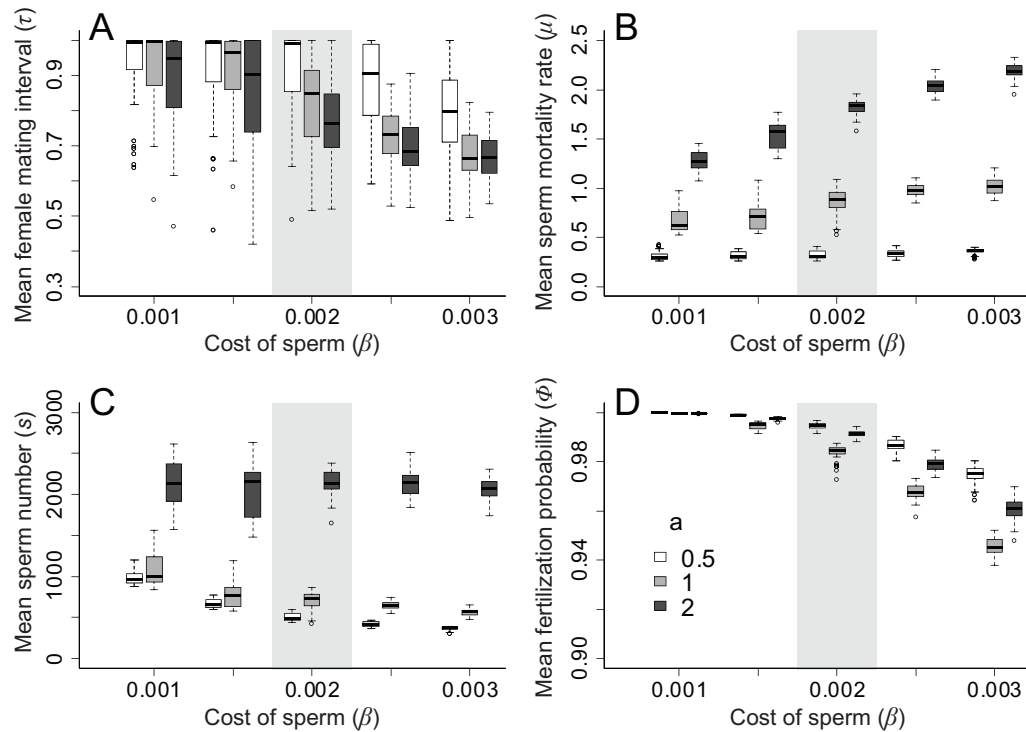 A
Mean female mating interval (τ)
0.9
0.7
0.5
0.3
0.001
0.002
0.003
Cost of sperm (β)
B
Mean sperm mortality rate (μ)
2.5
2.0
1.5
1.0
0.5
0.0
0.001
0.002
0.003
Cost of sperm (β)
C
Mean sperm number (s)
3000
2000
1000
0
0.001
0.002
0.003
Cost of sperm (β)
D
Mean fertilization probability (Φ)
0.98
0.94
0.90
a
0.5
1
2
0.001
0.002
0.003
Cost of sperm (β)